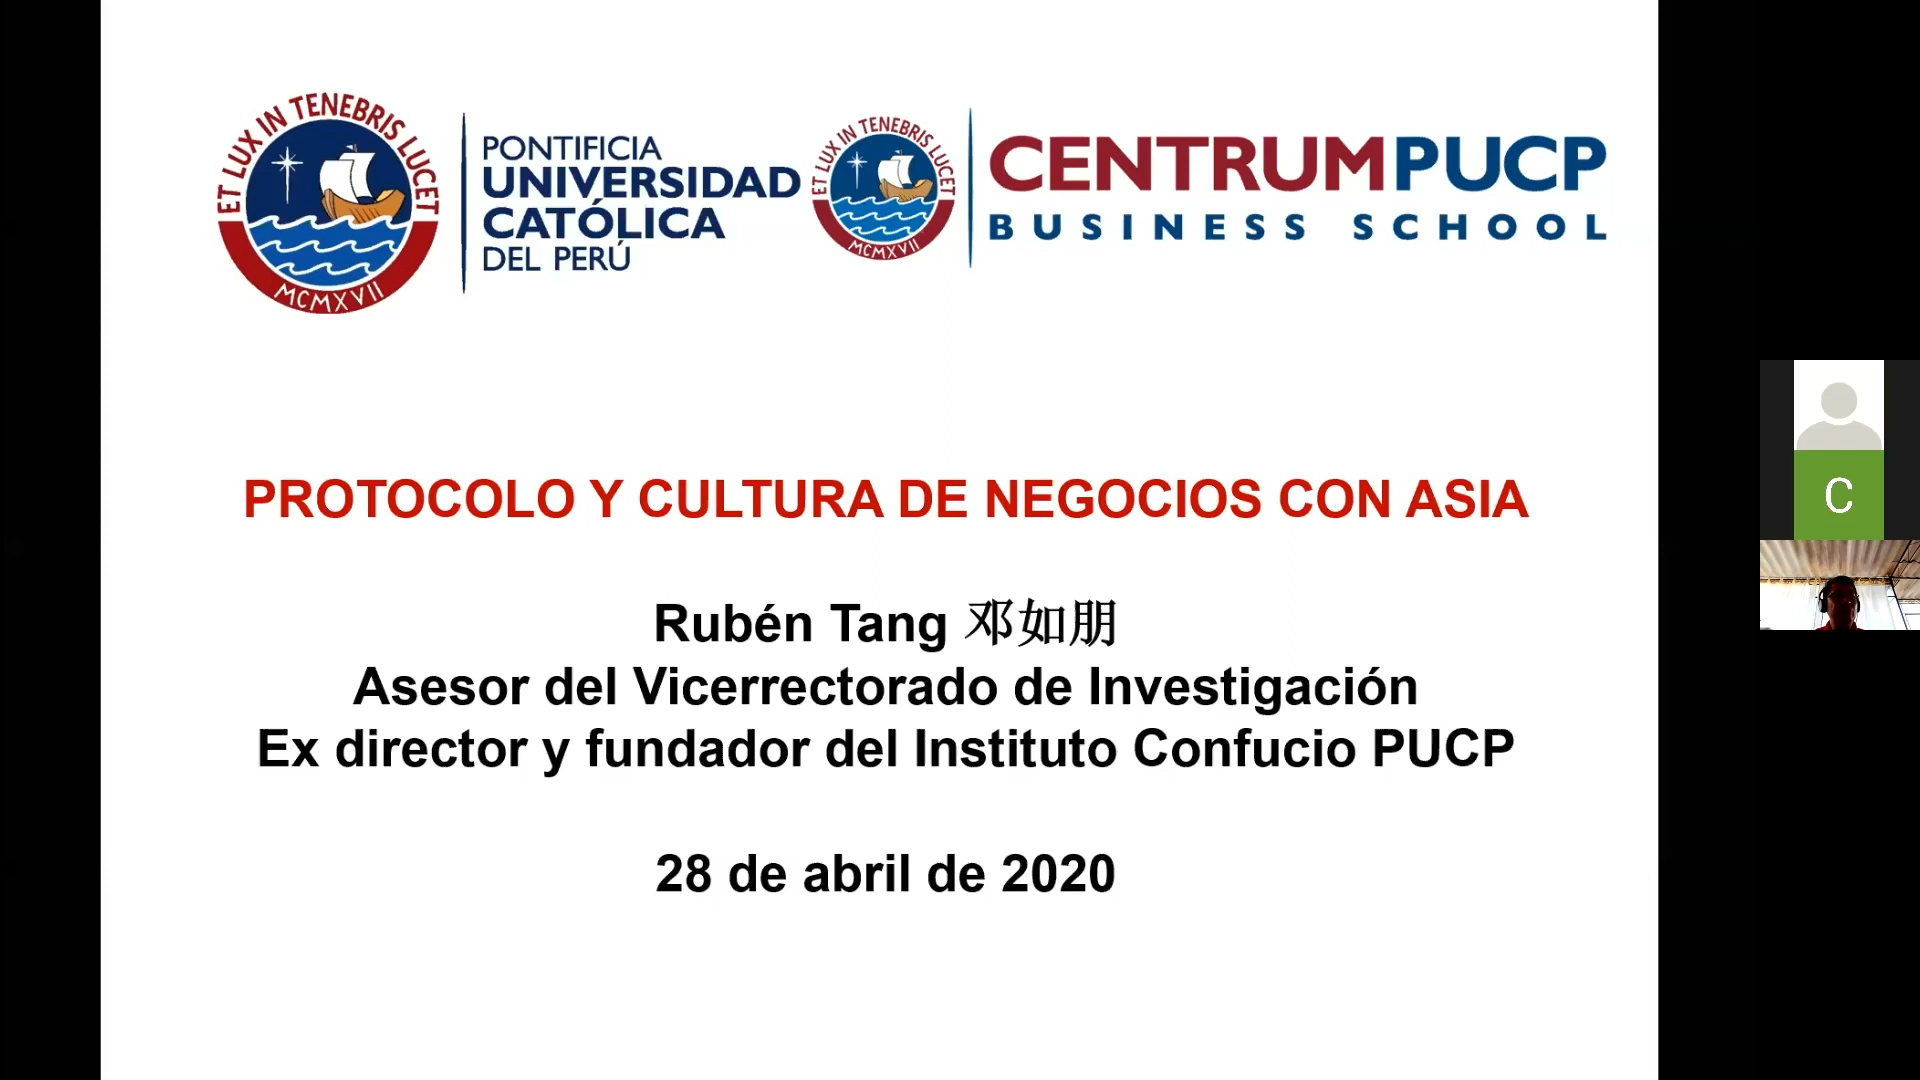 ET LUX IN TENEBRIS LUCET
MCMXVII
PONTIFICIA
UNIVERSIDAD
CATÓLICA
DEL PERÚ
ET LUX IN TENEBRIS LUCET
MCMXVII
CENTRUMPUCP
BUSINESS SCHOOL
PROTOCOLO Y CULTURA DE NEGOCIOS CON ASIA
Rubén Tang 邓如朋
Asesor del Vicerrectorado de Investigación
Ex director y fundador del Instituto Confucio PUCP
28 de abril de 2020
C